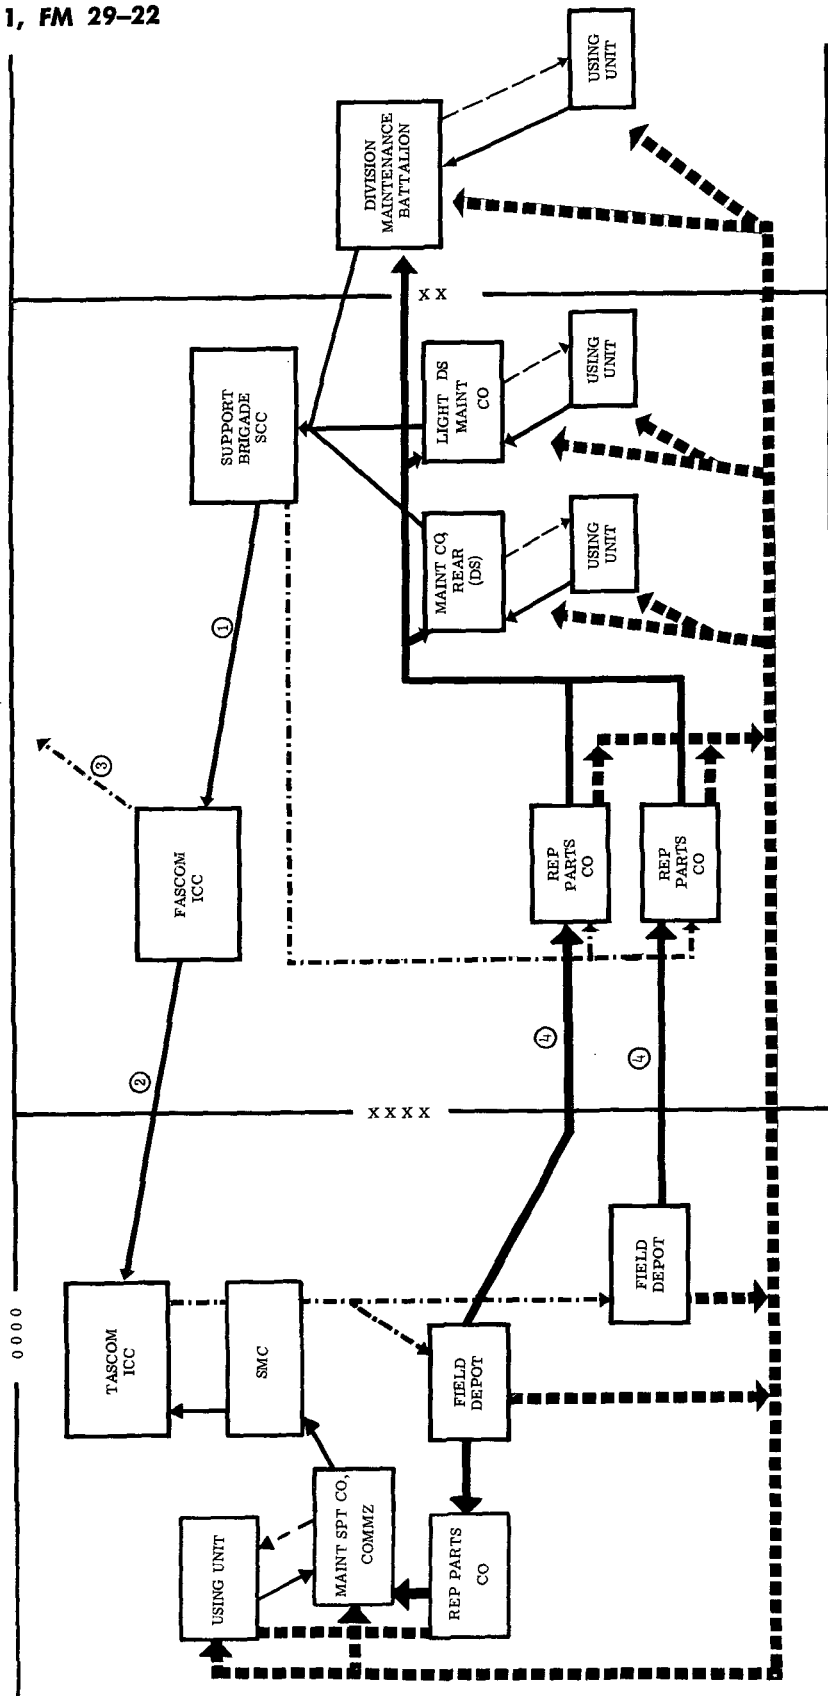 1, FM 29–22
USING
UNIT
DIVISION
MAINTENANCE
BATTALION
XX
SUPPORT
BRIGADE
SCC
LIGHT DS
MAINT
CO
USING
UNIT
MAINT CO,
REAR
(DS)
USING
UNIT
1
3
FASCOM
ICC
REP
PARTS
CO
REP
PARTS
CO
2
4
4
XXXX
0000
TASCOM
ICC
SMC
FIELD
DEPOT
FIELD
DEPOT
USING UNIT
MAINT SPT CO,
COMMZ
REP PARTS
CO